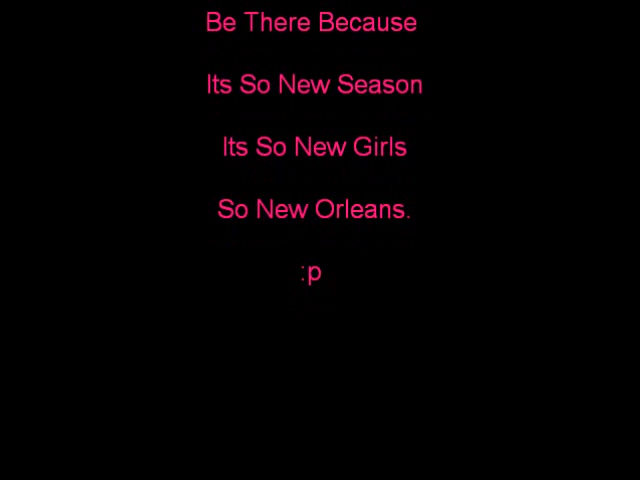 Be There Because
Its So New Season
Its So New Girls
So New Orleans.
:p